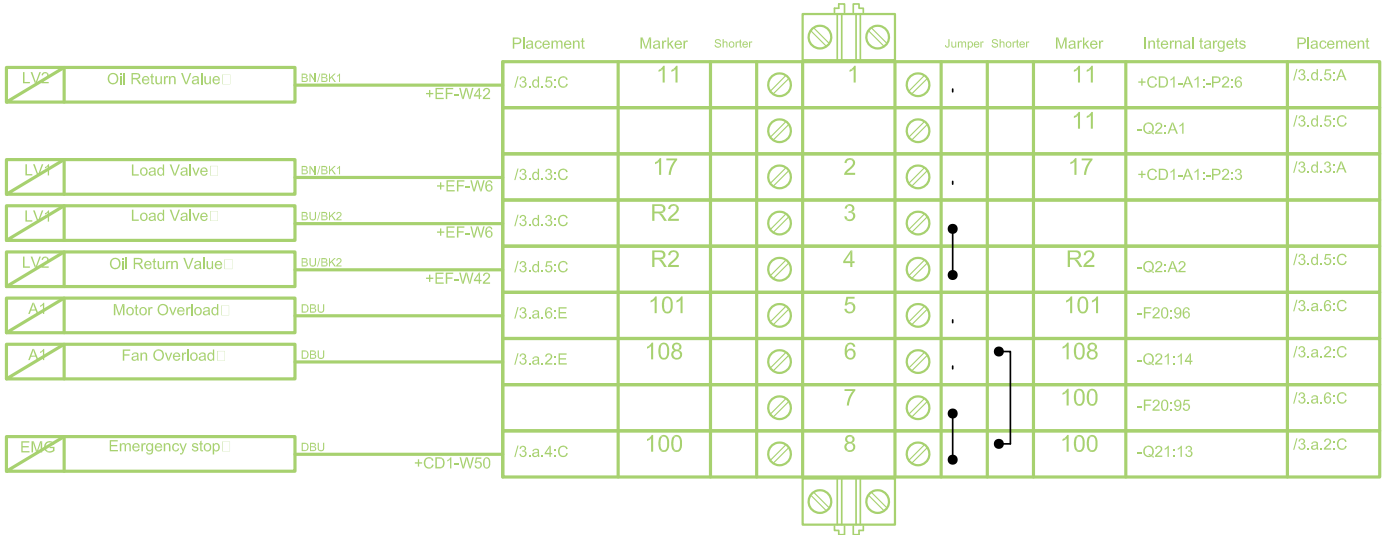 Placement Marker Shorter Jumper Shorter Marker Internal targets Placement
LV2 Oil Return Value BN/BK1 +EF-W42 /3.d.5:C 11 1 11 +CD1-A1:-P2:6 /3.d.5:A
11 -Q2:A1 /3.d.5:C
LV1 Load Valve BN/BK1 +EF-W6 /3.d.3:C 17 2 17 +CD1-A1:-P2:3 /3.d.3:A
LV1 Load Valve BU/BK2 +EF-W6 /3.d.3:C R2 3
LV2 Oil Return Value BU/BK2 +EF-W42 /3.d.5:C R2 4 R2 -Q2:A2 /3.d.5:C
A1 Motor Overload DBU /3.a.6:E 101 5 101 -F20:96 /3.a.6:C
A1 Fan Overload DBU /3.a.2:E 108 6 108 -Q21:14 /3.a.2:C
7 100 -F20:95 /3.a.6:C
EMG Emergency stop DBU +CD1-W50 /3.a.4:C 100 8 100 -Q21:13 /3.a.2:C